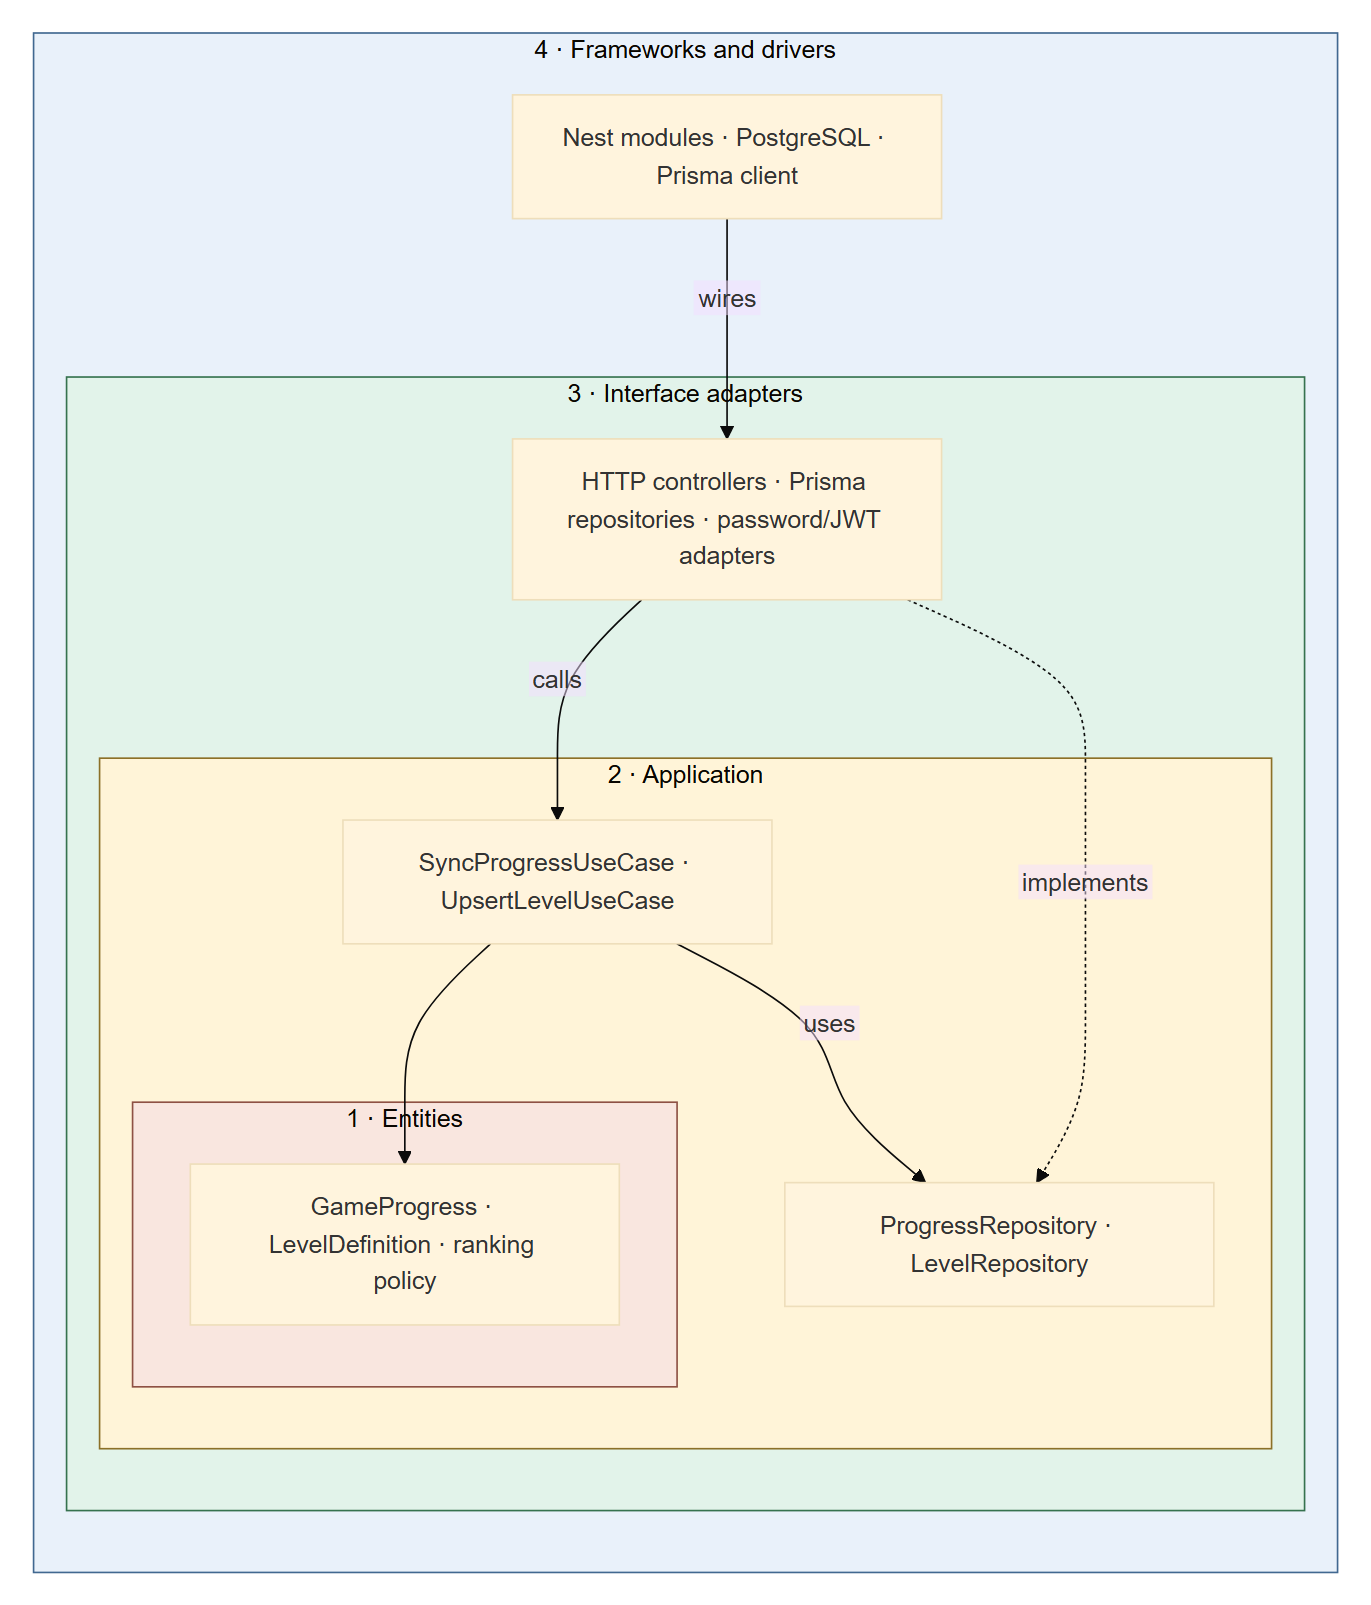 4 · Frameworks and drivers
Nest modules · PostgreSQL ·
Prisma client
wires
3 · Interface adapters
HTTP controllers · Prisma
repositories · password/JWT
adapters
calls
2 · Application
SyncProgressUseCase ·
UpsertLevelUseCase
implements
uses
1 · Entities
GameProgress ·
LevelDefinition · ranking
policy
ProgressRepository ·
LevelRepository